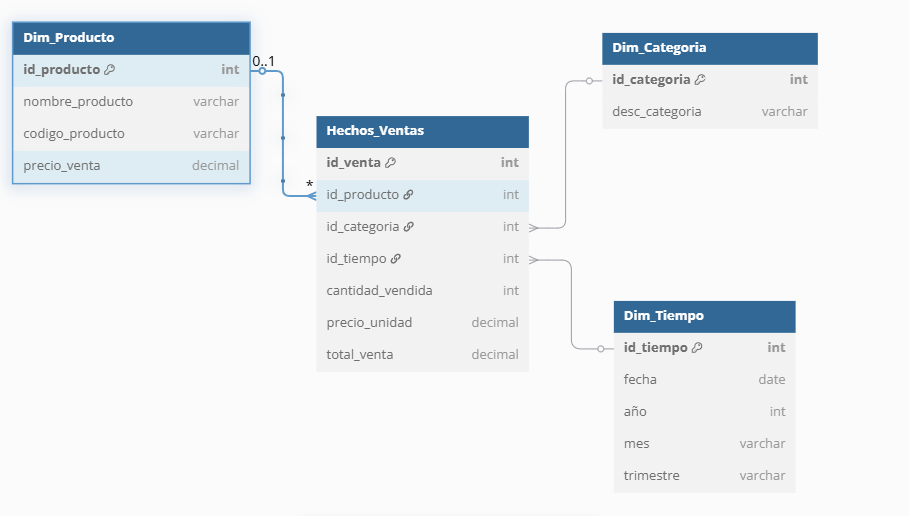 Dim_Producto
id_producto int
nombre_producto varchar
codigo_producto varchar
precio_venta decimal
0..1
*
Hechos_Ventas
id_venta int
id_producto int
id_categoria int
id_tiempo int
cantidad_vendida int
precio_unidad decimal
total_venta decimal
Dim_Categoria
id_categoria int
desc_categoria varchar
Dim_Tiempo
id_tiempo int
fecha date
año int
mes varchar
trimestre varchar